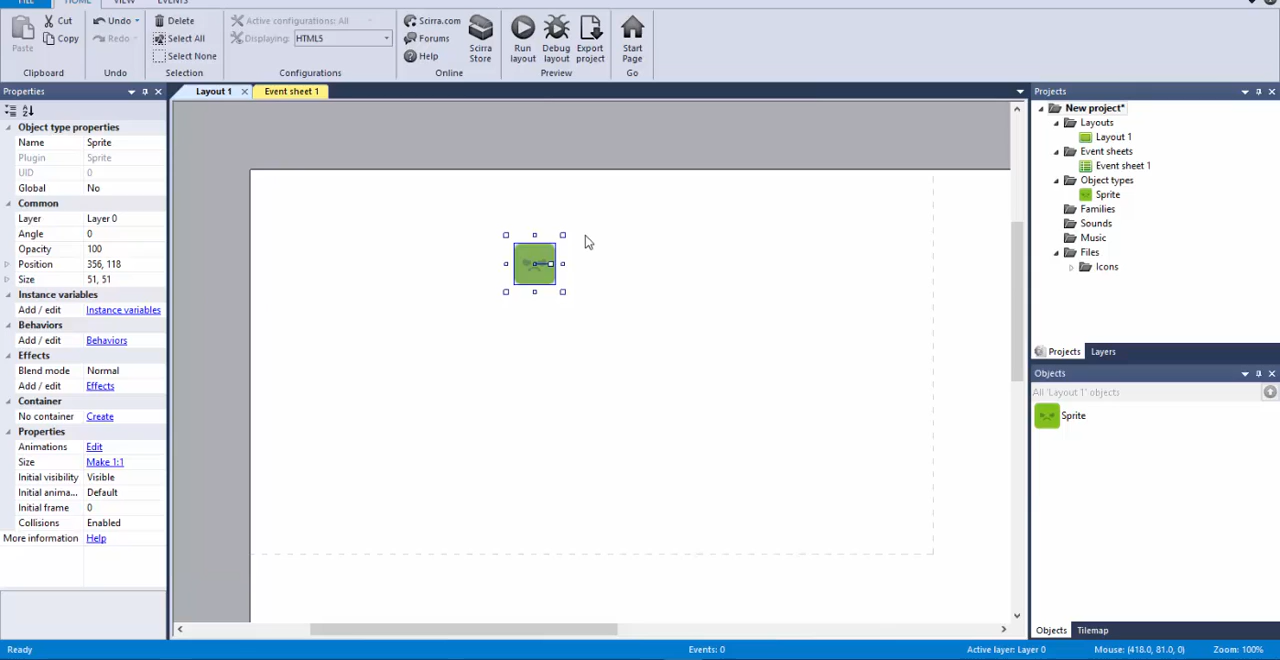 FILE HOME VIEW EVENTS
Paste
Cut
Copy
Clipboard
Undo
Redo
Undo
Delete
Select All
Select None
Selection
Active configurations: All
Displaying: HTML5
Configurations
Scirra.com
Forums
Help
Scirra Store
Online
Run layout
Debug layout
Export project
Preview
Start Page
Go
Properties
Object type properties
Name Sprite
Plugin Sprite
UID 0
Global No
Common
Layer Layer 0
Angle 0
Opacity 100
Position 356, 118
Size 51, 51
Instance variables
Add / edit Instance variables
Behaviors
Add / edit Behaviors
Effects
Blend mode Normal
Add / edit Effects
Container
No container Create
Properties
Animations Edit
Size Make 1:1
Initial visibility Visible
Initial anima... Default
Initial frame 0
Collisions Enabled
More information Help
Layout 1
Event sheet 1
Projects
New project*
Layouts
Layout 1
Event sheets
Event sheet 1
Object types
Sprite
Families
Sounds
Music
Files
Icons
Projects Layers
Objects
All 'Layout 1' objects
Sprite
Objects Tilemap
Ready Events: 0 Active layer: Layer 0 Mouse: (418.0, 81.0, 0) Zoom: 100%